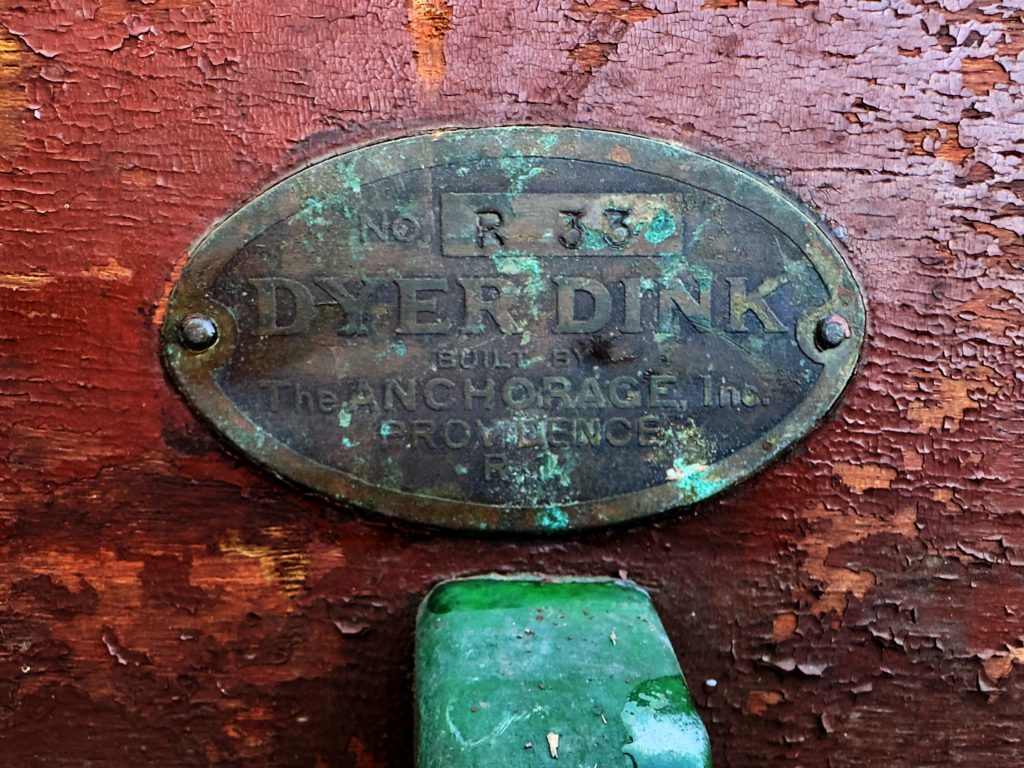 NO. R 33
DYER DINK
BUILT BY
The ANCHORAGE, Inc.
PROVIDENCE
R.